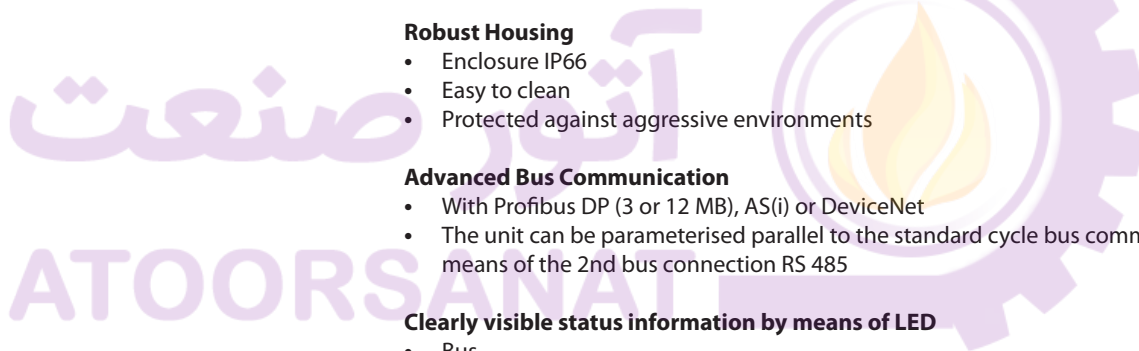 Robust Housing
• Enclosure IP66
• Easy to clean
• Protected against aggressive environments
Advanced Bus Communication
• With Profibus DP (3 or 12 MB), AS(i) or DeviceNet
• The unit can be parameterised parallel to the standard cycle bus
means of the 2nd bus connection RS 485
Clearly visible status information by means of LED
• Bus
آتور صنعت
ATOORSANAT